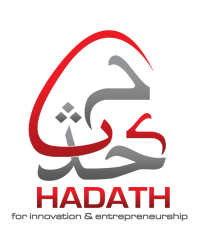 حدث
HADATH
for innovation & entrepreneurship